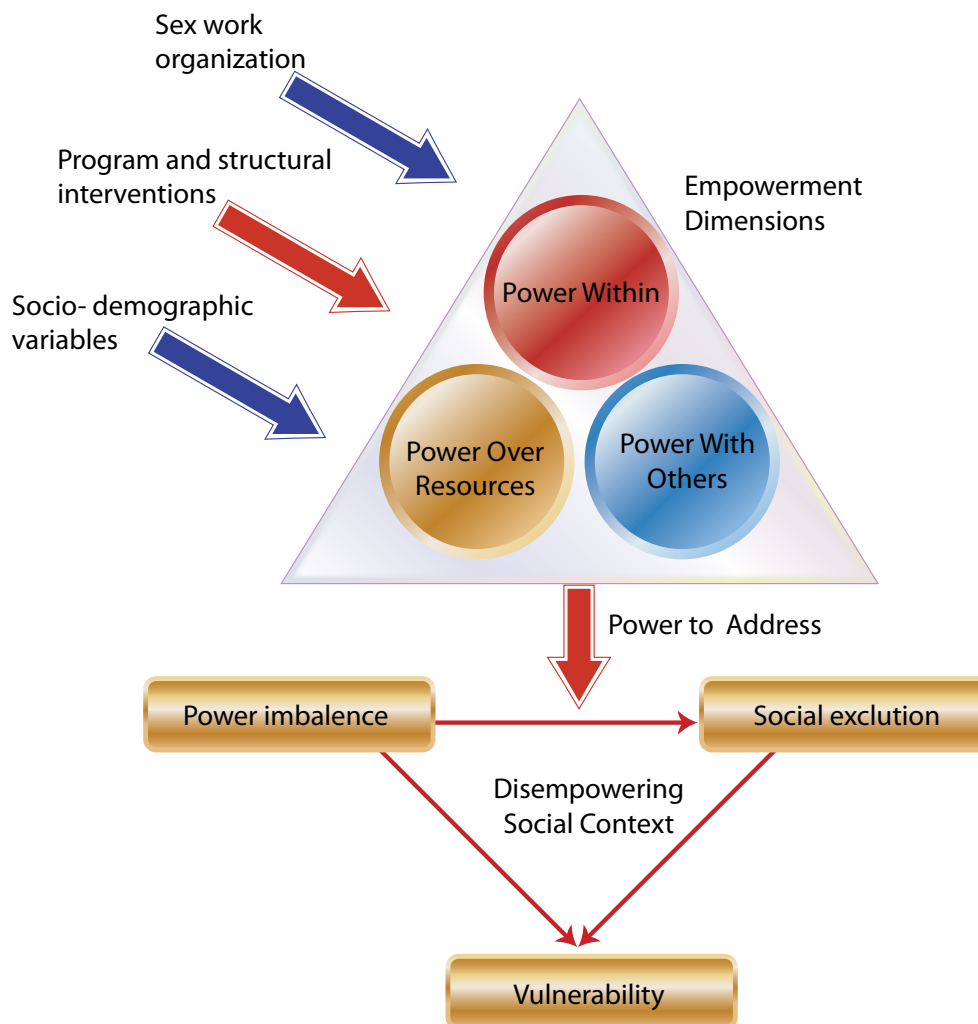 Sex work
organization
Program and structural
interventions
Socio- demographic
variables
Empowerment
Dimensions
Power Within
Power Over
Resources
Power With
Others
Power to Address
Power imbalence
Social exclution
Disempowering
Social Context
Vulnerability